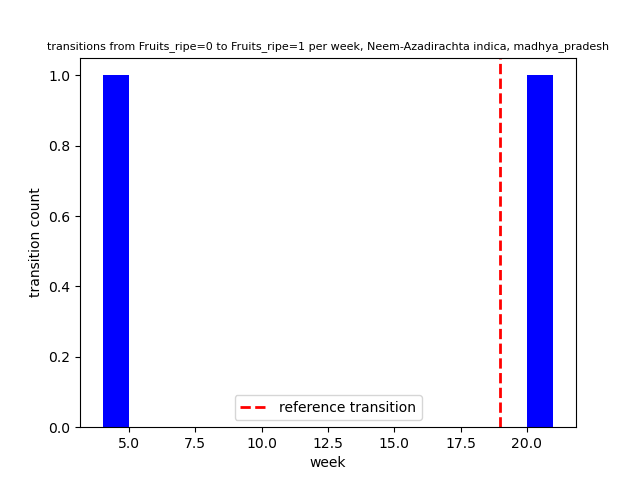 transitions from Fruits_ripe=0 to Fruits_ripe=1 per week, Neem-Azadirachta indica, madhya_pradesh
1.0
0.8
0.6
0.4
0.2
0.0
transition count
reference transition
5.0 7.5 10.0 12.5 15.0 17.5 20.0
week